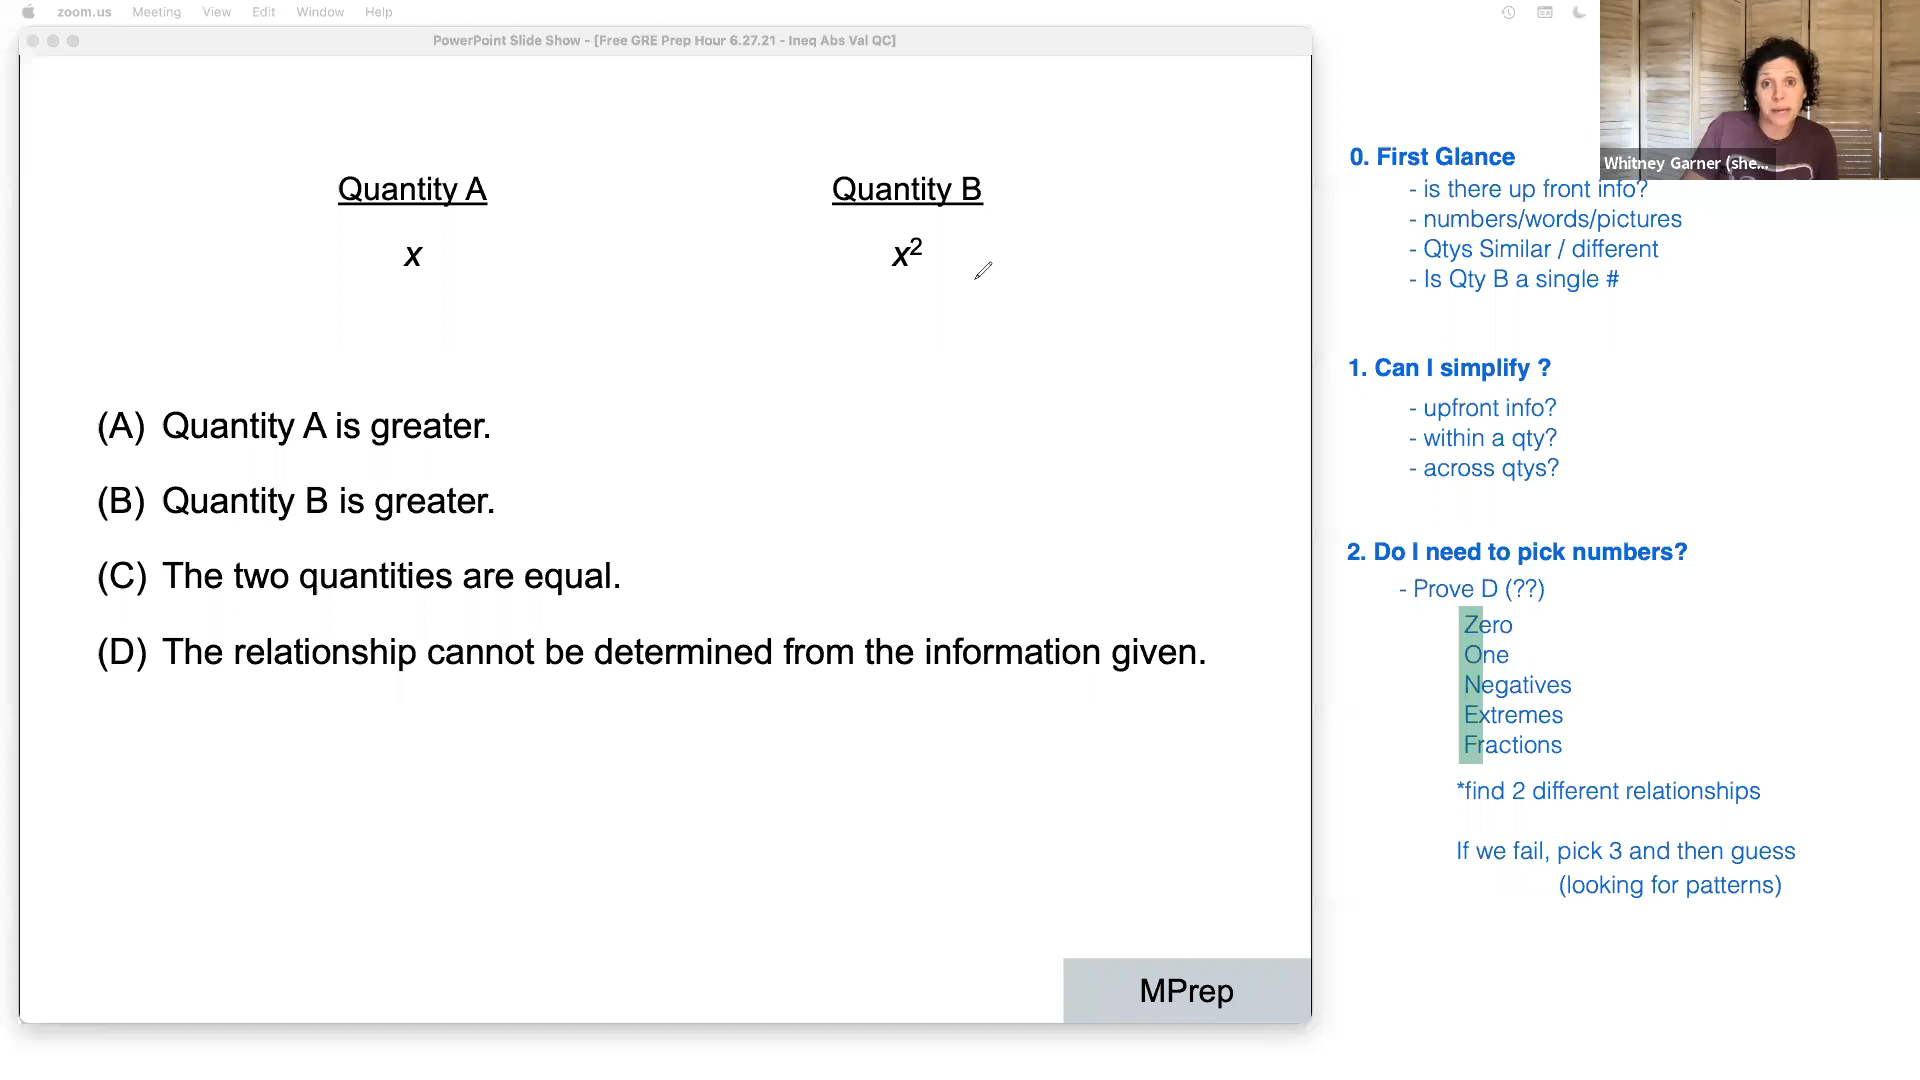 zoom.us Meeting View Edit Window Help
PowerPoint Slide Show - [Free GRE Prep Hour 6.27.21 - Ineq Abs Val QC]
Quantity A
Quantity B
x
x²
(A) Quantity A is greater.
(B) Quantity B is greater.
(C) The two quantities are equal.
(D) The relationship cannot be determined from the information given.
MPrep
Whitney Garner (she...
0. First Glance
- is there up front info?
- numbers/words/pictures
- Qtys Similar / different
- Is Qty B a single #
1. Can I simplify ?
- upfront info?
- within a qty?
- across qtys?
2. Do I need to pick numbers?
- Prove D (??)
Zero
One
Negatives
Extremes
Fractions
*find 2 different relationships
If we fail, pick 3 and then guess
(looking for patterns)